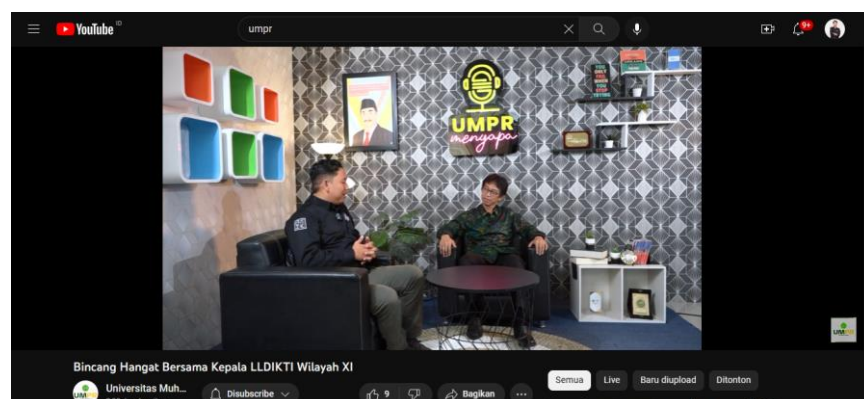 YouTube ID
umpr
9+
UMPR
menyapa
Bincang Hangat Bersama Kepala LLDIKTI Wilayah XI
Universitas Muh...
Disubscribe
9
Bagikan
Semua
Live
Baru diupload
Ditonton